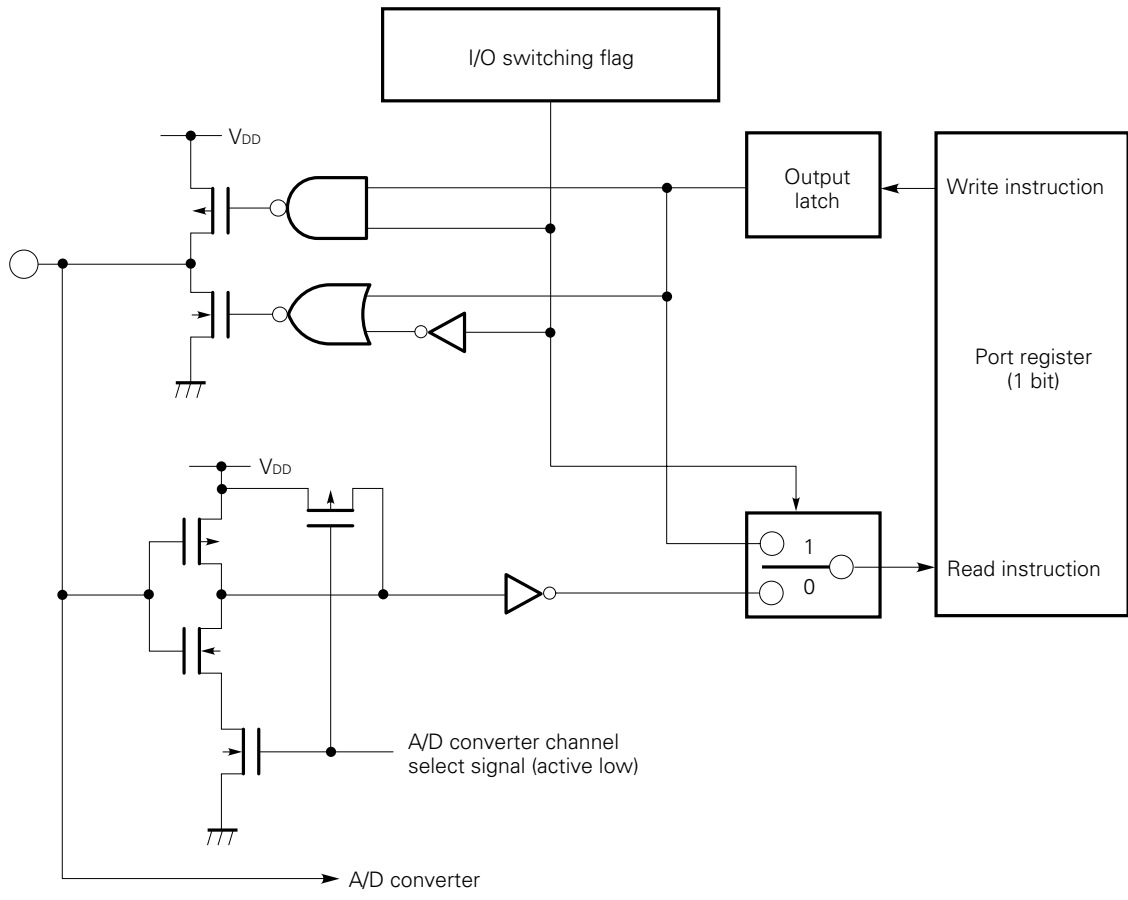 I/O switching flag
VDD
Output
latch
Write instruction
Port register
(1 bit)
VDD
1
0
Read instruction
A/D converter channel
select signal (active low)
A/D converter